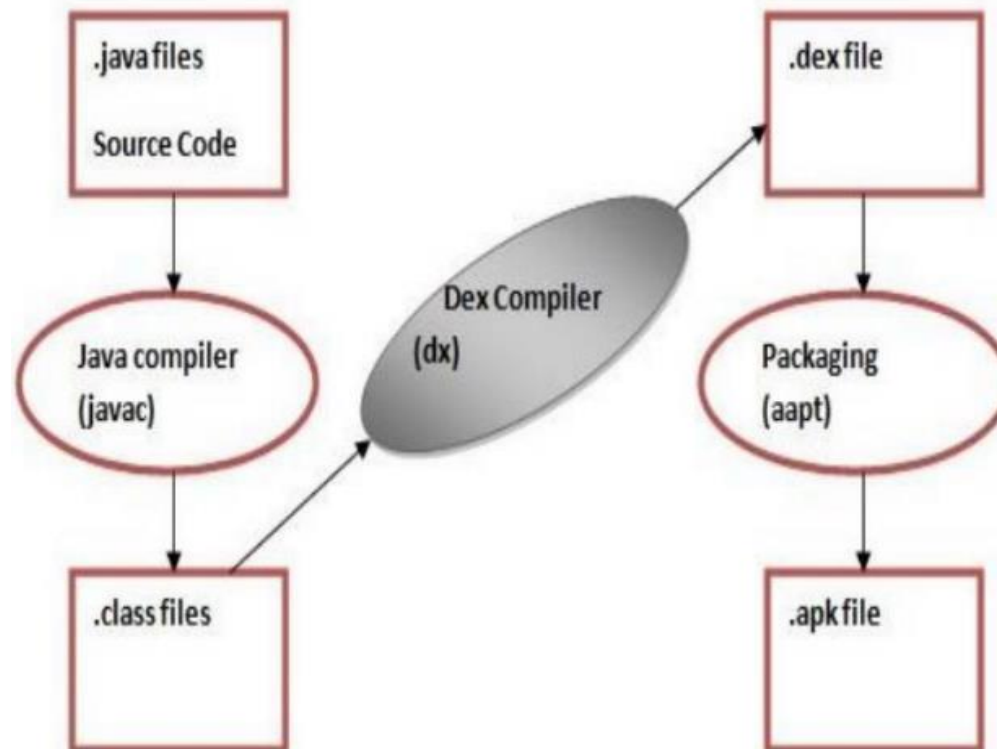 .java files
Source Code
Java compiler
(javac)
.class files
Dex Compiler
(dx)
.dex file
Packaging
(aapt)
.apk file